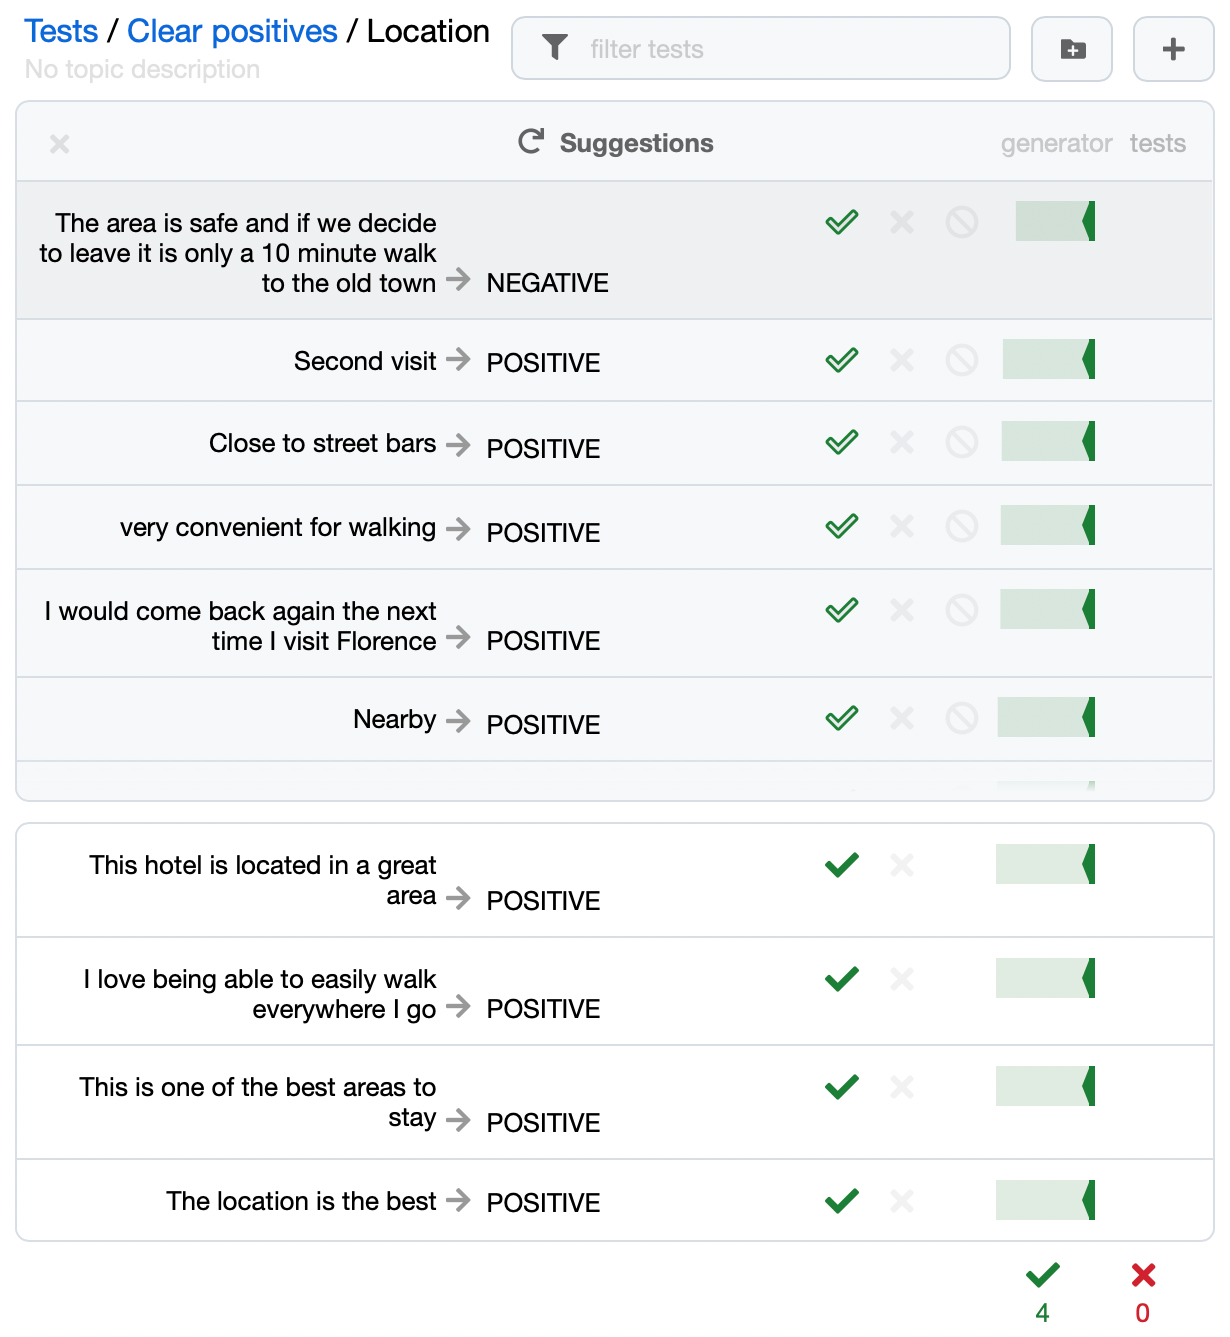 Tests / Clear positives / Location
No topic description
filter tests
Suggestions
generator tests
The area is safe and if we decide
to leave it is only a 10 minute walk
to the old town
NEGATIVE
Second visit
POSITIVE
Close to street bars
POSITIVE
very convenient for walking
POSITIVE
I would come back again the next
time I visit Florence
POSITIVE
Nearby
POSITIVE
This hotel is located in a great
area
POSITIVE
I love being able to easily walk
everywhere I go
POSITIVE
This is one of the best areas to
stay
POSITIVE
The location is the best
POSITIVE
4
0